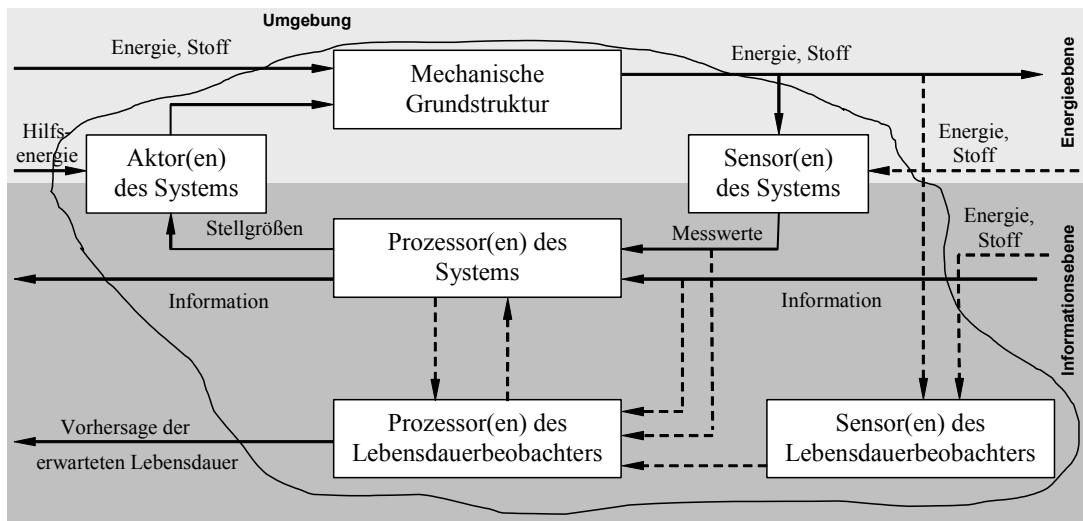 Umgebung
Energie, Stoff
Mechanische
Grundstruktur
Energie, Stoff
Energieebene
Hilfs-
energie
Aktor(en)
des Systems
Sensor(en)
des Systems
Energie,
Stoff
Stellgrößen
Prozessor(en) des
Systems
Messwerte
Energie,
Stoff
Information
Information
Informationsebene
Vorhersage der
erwarteten Lebensdauer
Prozessor(en) des
Lebensdauerbeobachters
Sensor(en) des
Lebensdauerbeobachters